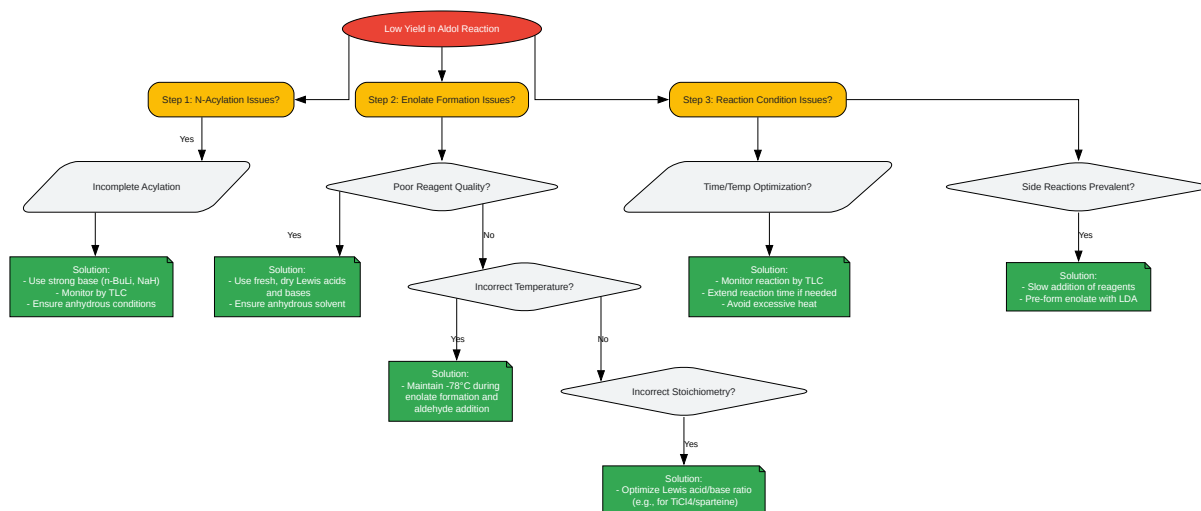 Low Yield in Aldol Reaction
Step 1: N-Acylation Issues?
Step 2: Enolate Formation Issues?
Step 3: Reaction Condition Issues?
Yes
Incomplete Acylation
Poor Reagent Quality?
Time/Temp Optimization?
Side Reactions Prevalent?
Yes
No
Yes
Solution:
- Use strong base (n-BuLi, NaH)
- Monitor by TLC
- Ensure anhydrous conditions
Solution:
- Use fresh, dry Lewis acids
and bases
- Ensure anhydrous solvent
Incorrect Temperature?
Solution:
- Monitor reaction by TLC
- Extend reaction time if needed
- Avoid excessive heat
Solution:
- Slow addition of reagents
- Pre-form enolate with LDA
Yes
No
Solution:
- Maintain -78°C during
enolate formation and
aldehyde addition
Incorrect Stoichiometry?
Yes
Solution:
- Optimize Lewis acid/base ratio
(e.g., for TiCl4/sparteine)